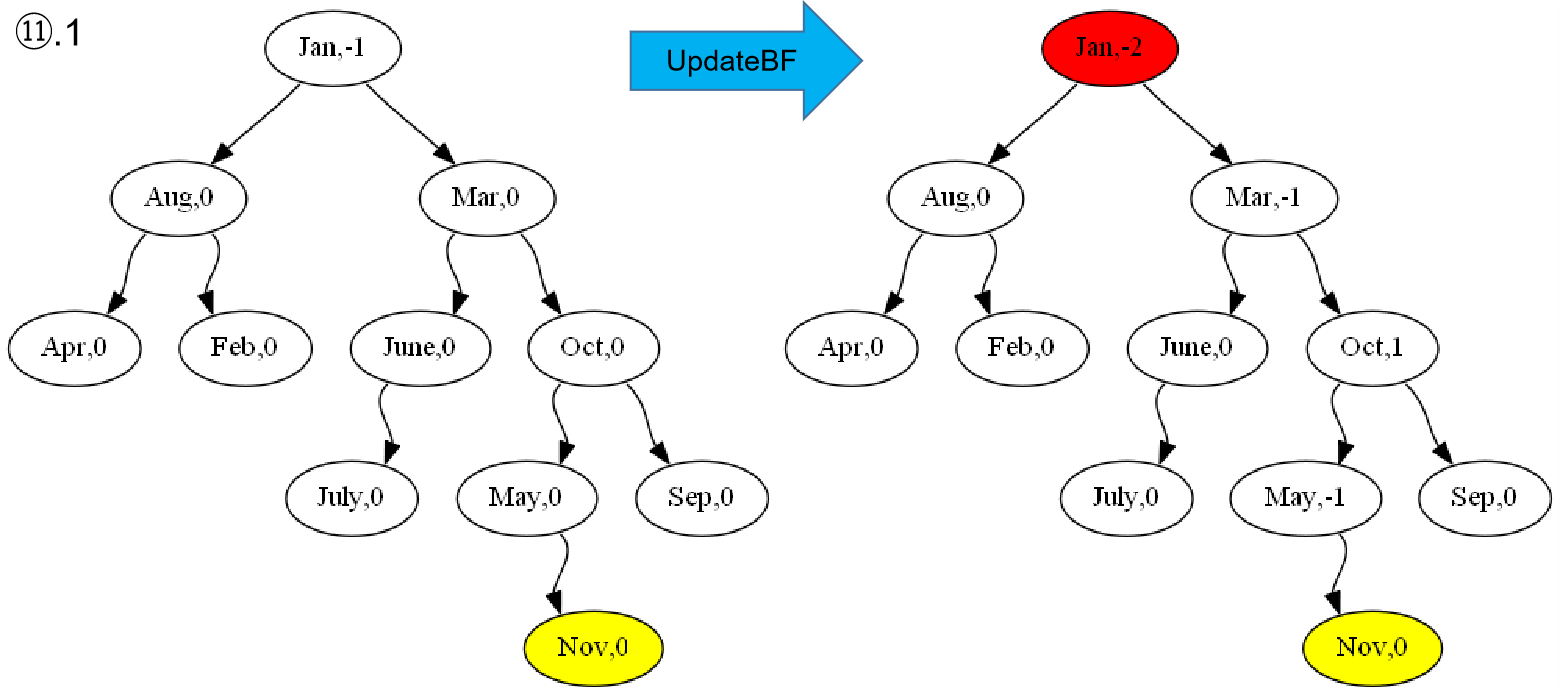 ⑪.1
Jan,-1
UpdateBF
Jan,-2
Aug,0
Mar,0
Aug,0
Mar,-1
Apr,0
Feb,0
June,0
Oct,0
Apr,0
Feb,0
June,0
Oct,1
July,0
May,0
Sep,0
July,0
May,-1
Sep,0
Nov,0
Nov,0